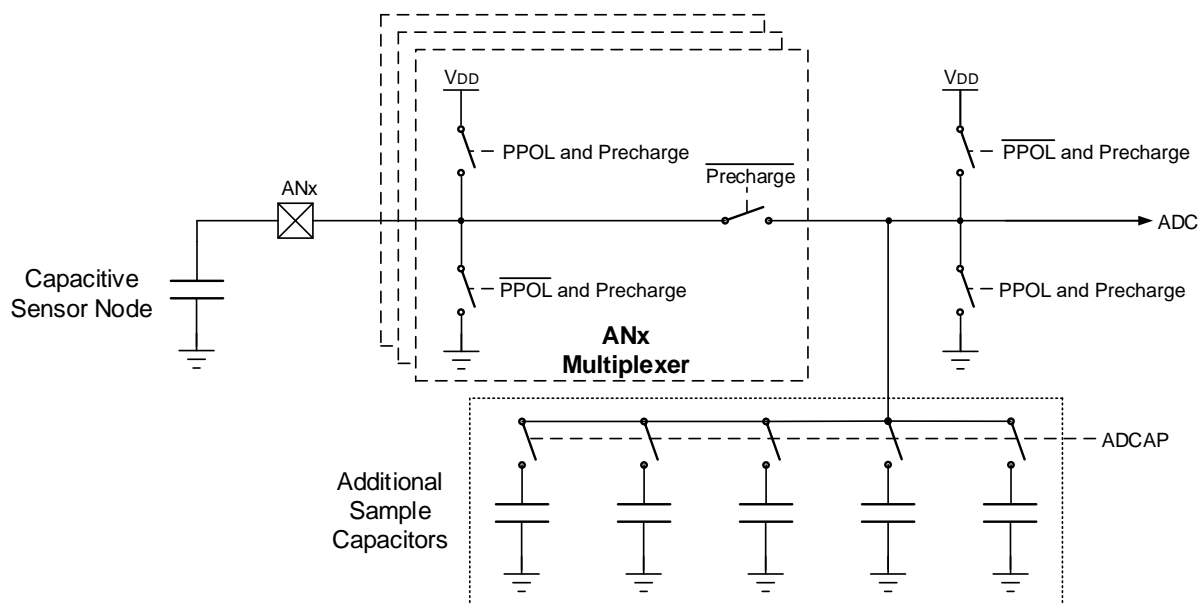 VDD
VDD
PPOL and Precharge
PPOL and Precharge
Precharge
ANx
ADC
Capacitive
Sensor Node
PPOL and Precharge
PPOL and Precharge
ANx
Multiplexer
ADCAP
Additional
Sample
Capacitors